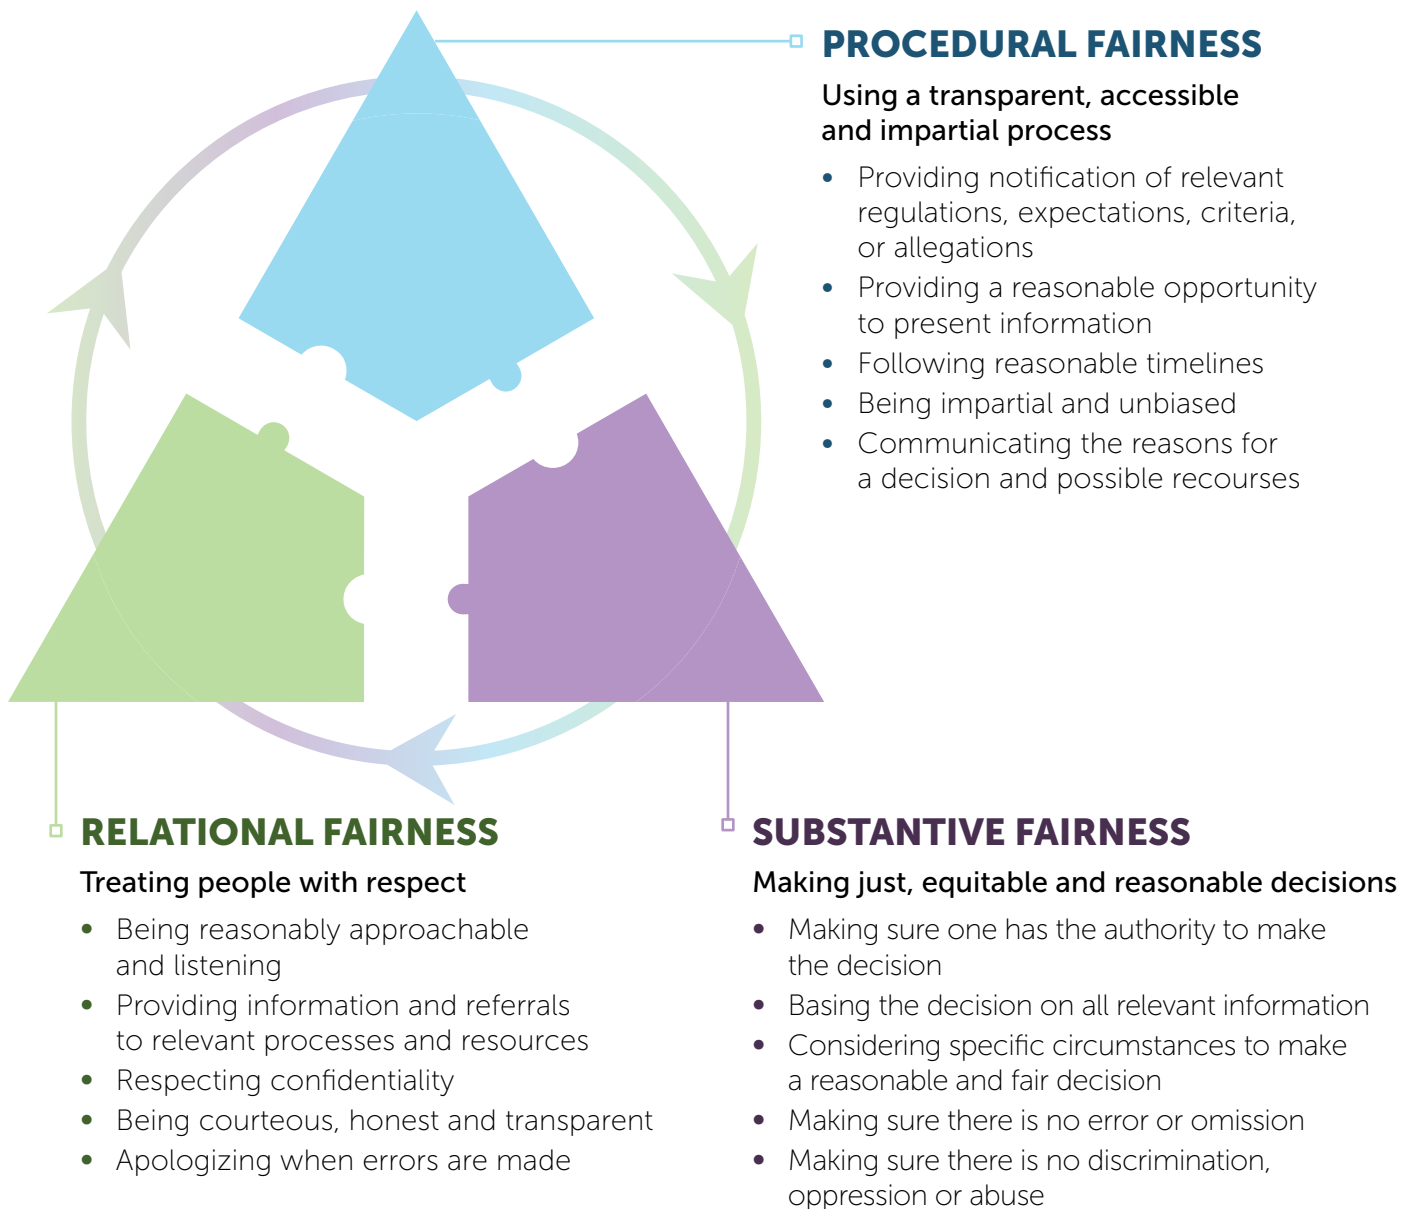 PROCEDURAL FAIRNESS
Using a transparent, accessible
and impartial process
• Providing notification of relevant
regulations, expectations, criteria,
or allegations
• Providing a reasonable opportunity
to present information
• Following reasonable timelines
• Being impartial and unbiased
• Communicating the reasons for
a decision and possible recourses
RELATIONAL FAIRNESS
Treating people with respect
• Being reasonably approachable
and listening
• Providing information and referrals
to relevant processes and resources
• Respecting confidentiality
• Being courteous, honest and transparent
• Apologizing when errors are made
SUBSTANTIVE FAIRNESS
Making just, equitable and reasonable decisions
• Making sure one has the authority to make
the decision
• Basing the decision on all relevant information
• Considering specific circumstances to make
a reasonable and fair decision
• Making sure there is no error or omission
• Making sure there is no discrimination,
oppression or abuse